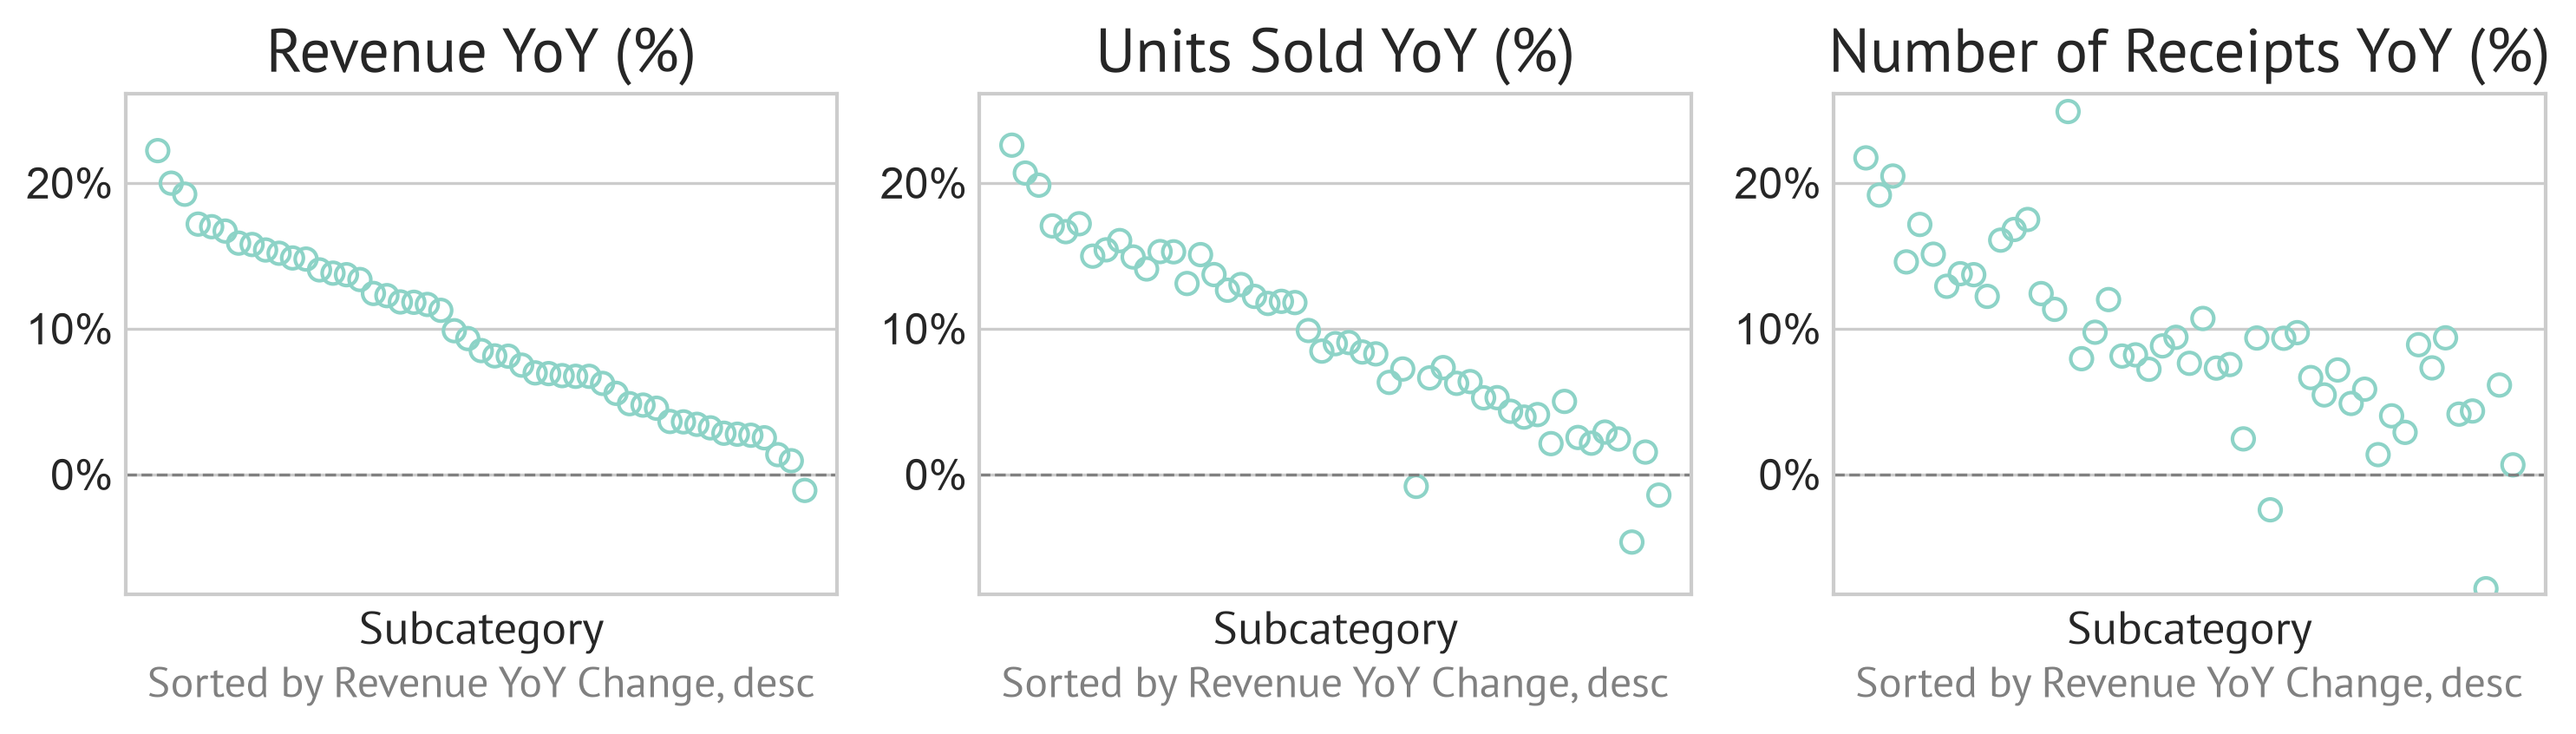 Revenue YoY (%)
20%
10%
0%
Subcategory
Sorted by Revenue YoY Change, desc
Units Sold YoY (%)
20%
10%
0%
Subcategory
Sorted by Revenue YoY Change, desc
Number of Receipts YoY (%)
20%
10%
0%
Subcategory
Sorted by Revenue YoY Change, desc